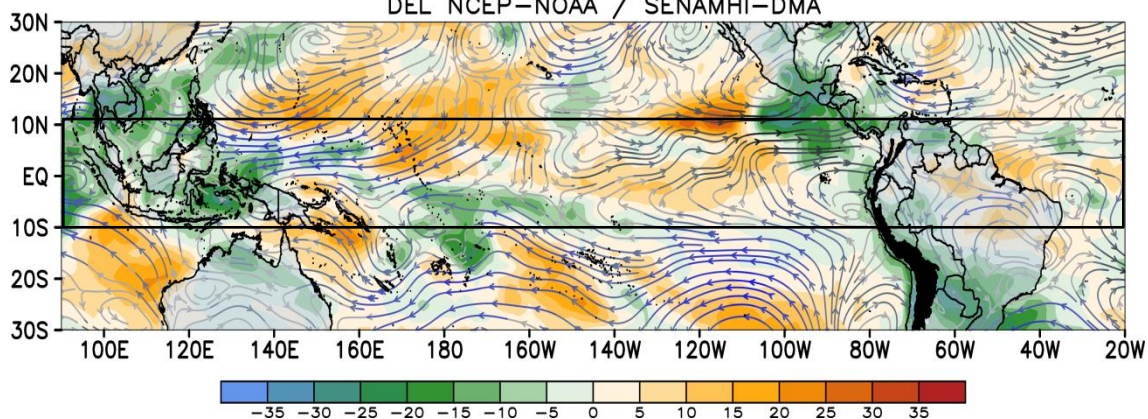 DEL NCEP−NOAA / SENAMHI−DMA
30N
20N
10N
EQ
10S
20S
30S
100E 120E 140E 160E 180 160W 140W 120W 100W 80W 60W 40W 20W
−35 −30 −25 −20 −15 −10 −5 0 5 10 15 20 25 30 35